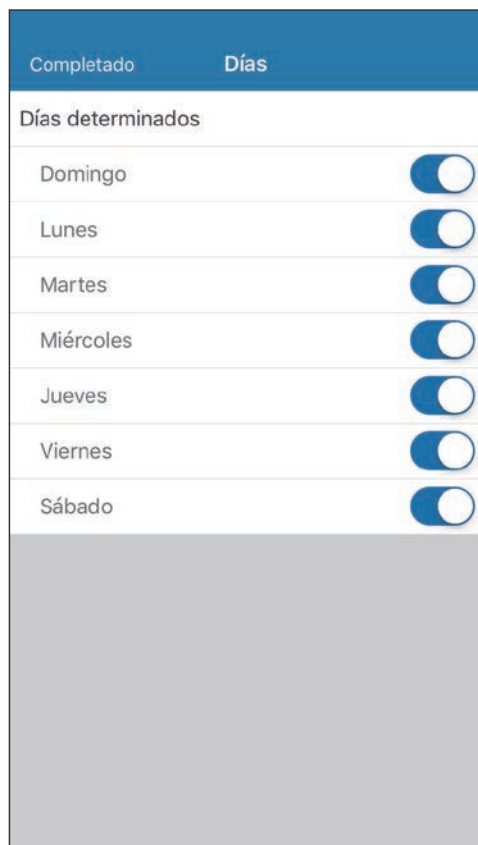 Completado Días
Días determinados
Domingo
Lunes
Martes
Miércoles
Jueves
Viernes
Sábado